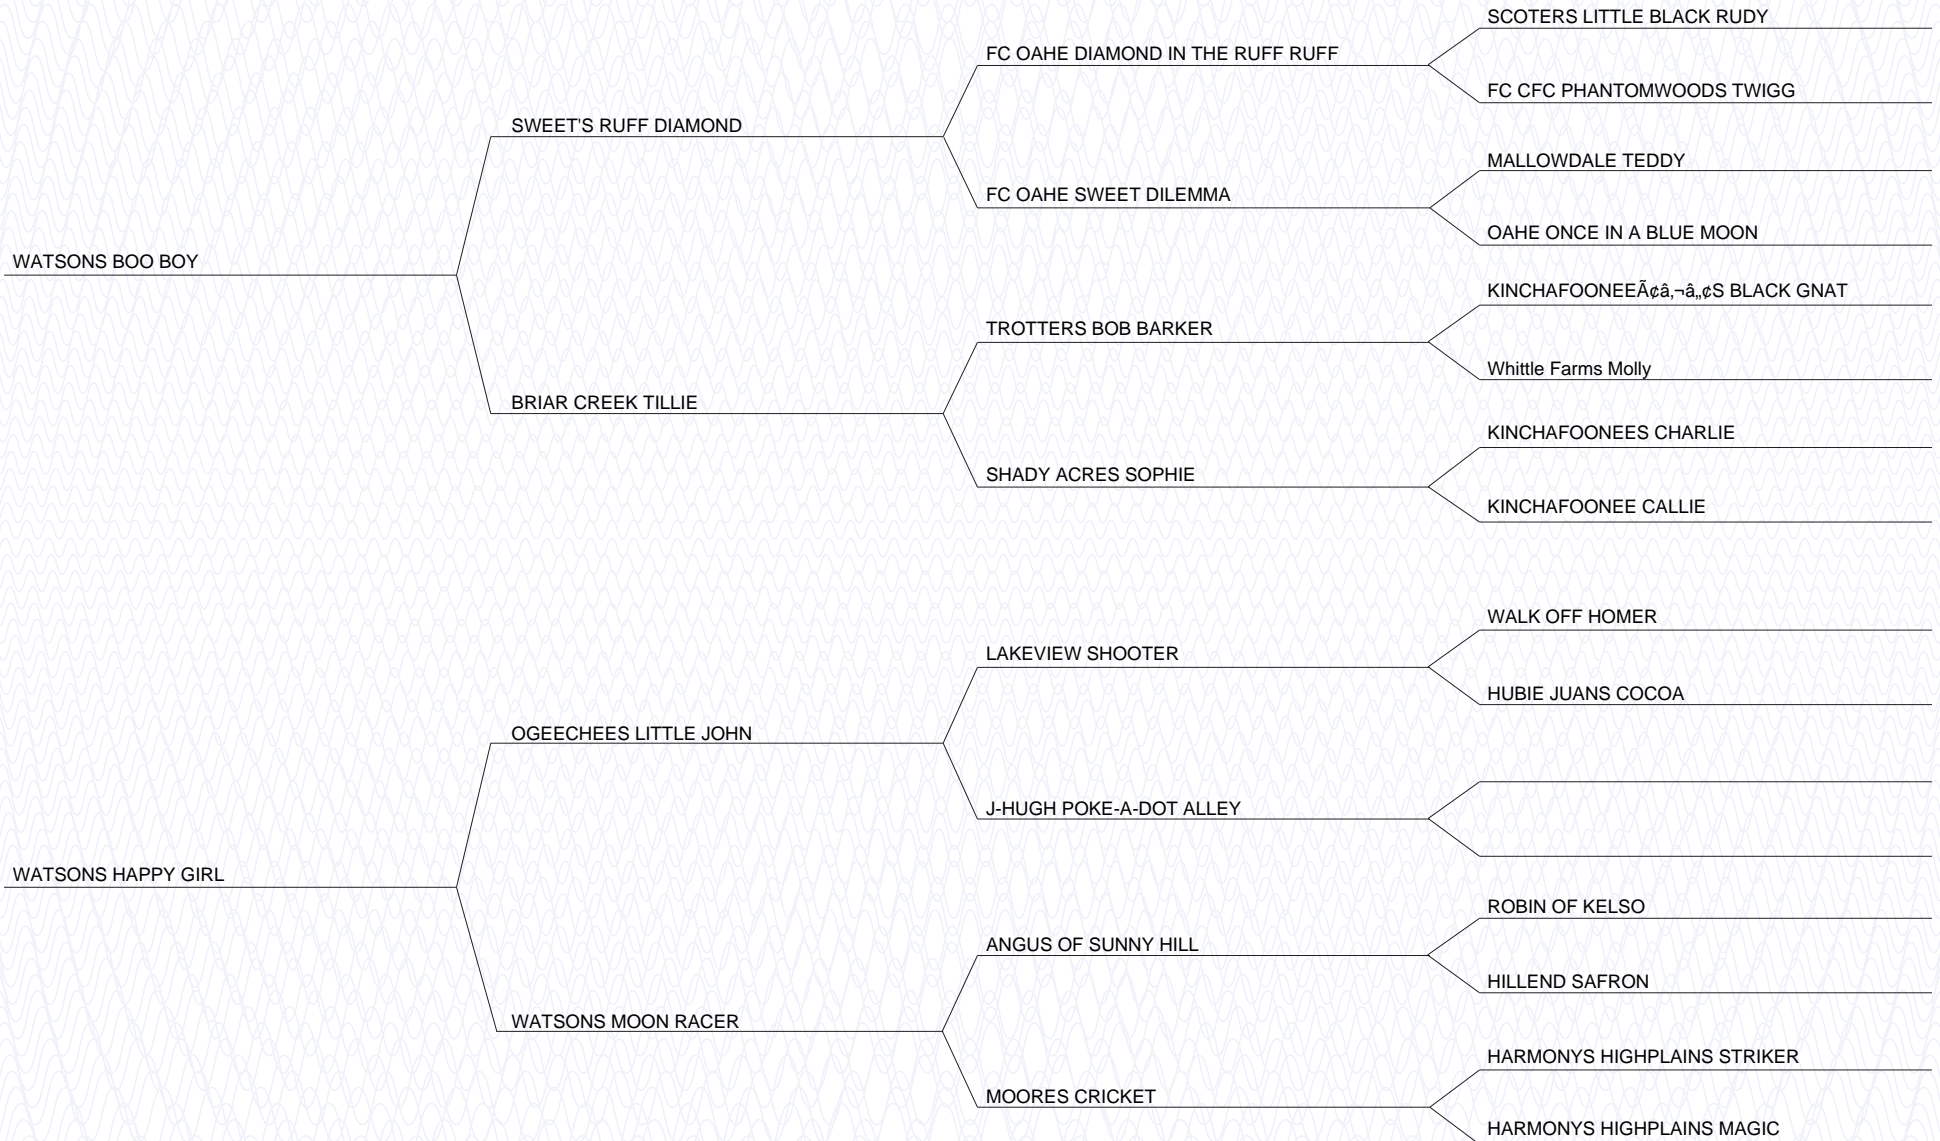 SCOTERS LITTLE BLACK RUDY
FC OAHE DIAMOND IN THE RUFF RUFF
FC CFC PHANTOMWOODS TWIGG
SWEET'S RUFF DIAMOND
MALLOWDALE TEDDY
FC OAHE SWEET DILEMMA
OAHE ONCE IN A BLUE MOON
WATSONS BOO BOY
KINCHAFOONEEÃ¢â‚¬â„¢S BLACK GNAT
TROTTERS BOB BARKER
Whittle Farms Molly
BRIAR CREEK TILLIE
KINCHAFOONEES CHARLIE
SHADY ACRES SOPHIE
KINCHAFOONEE CALLIE
WALK OFF HOMER
LAKEVIEW SHOOTER
HUBIE JUANS COCOA
OGEECHEES LITTLE JOHN
J-HUGH POKE-A-DOT ALLEY
WATSONS HAPPY GIRL
ROBIN OF KELSO
ANGUS OF SUNNY HILL
HILLEND SAFRON
WATSONS MOON RACER
HARMONYS HIGHPLAINS STRIKER
MOORES CRICKET
HARMONYS HIGHPLAINS MAGIC